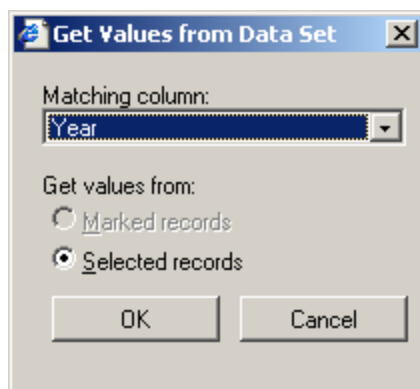 Get Values from Data Set
Matching column:
Year
Get values from:
Marked records
Selected records
OK
Cancel